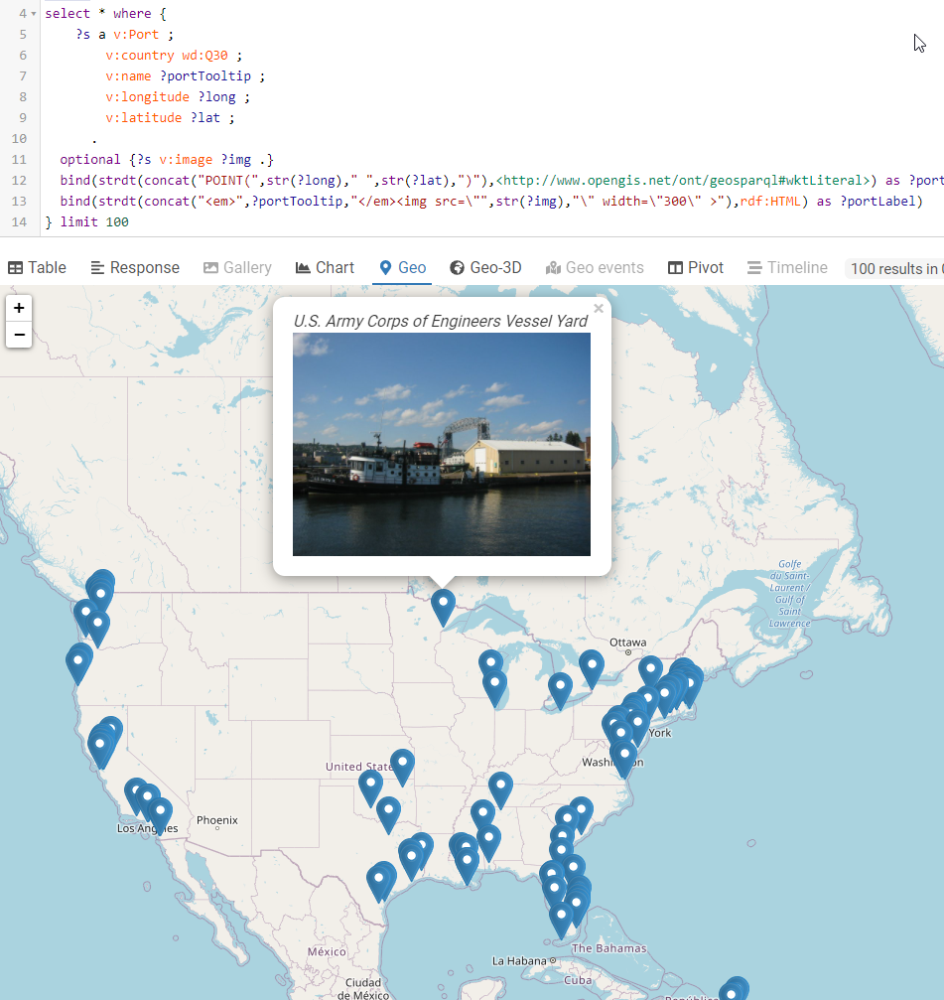 4 select * where {
5 ?s a v:Port ;
6 v:country wd:Q30 ;
7 v:name ?portTooltip ;
8 v:longitude ?long ;
9 v:latitude ?lat ;
10 .
11 optional {?s v:image ?img .}
12 bind(strdt(concat("POINT(",str(?long)," ",str(?lat),")"),<http://www.opengis.net/ont/geosparql#wktLiteral>) as ?port
13 bind(strdt(concat("<em>",?portTooltip,"</em><img src=\"",str(?img),"\" width=\"300\" >"),rdf:HTML) as ?portLabel)
14 } limit 100
Table Response Gallery Chart Geo Geo-3D Geo events Pivot Timeline 100 results in
+
−
×
U.S. Army Corps of Engineers Vessel Yard
Golfe
du Saint-
Laurent /
Gulf of
Saint
Lawrence
Ottawa
York
United State
Los An les
Phoenix
La Habana
The Bahamas
México
Cuba
Ciudad
de México